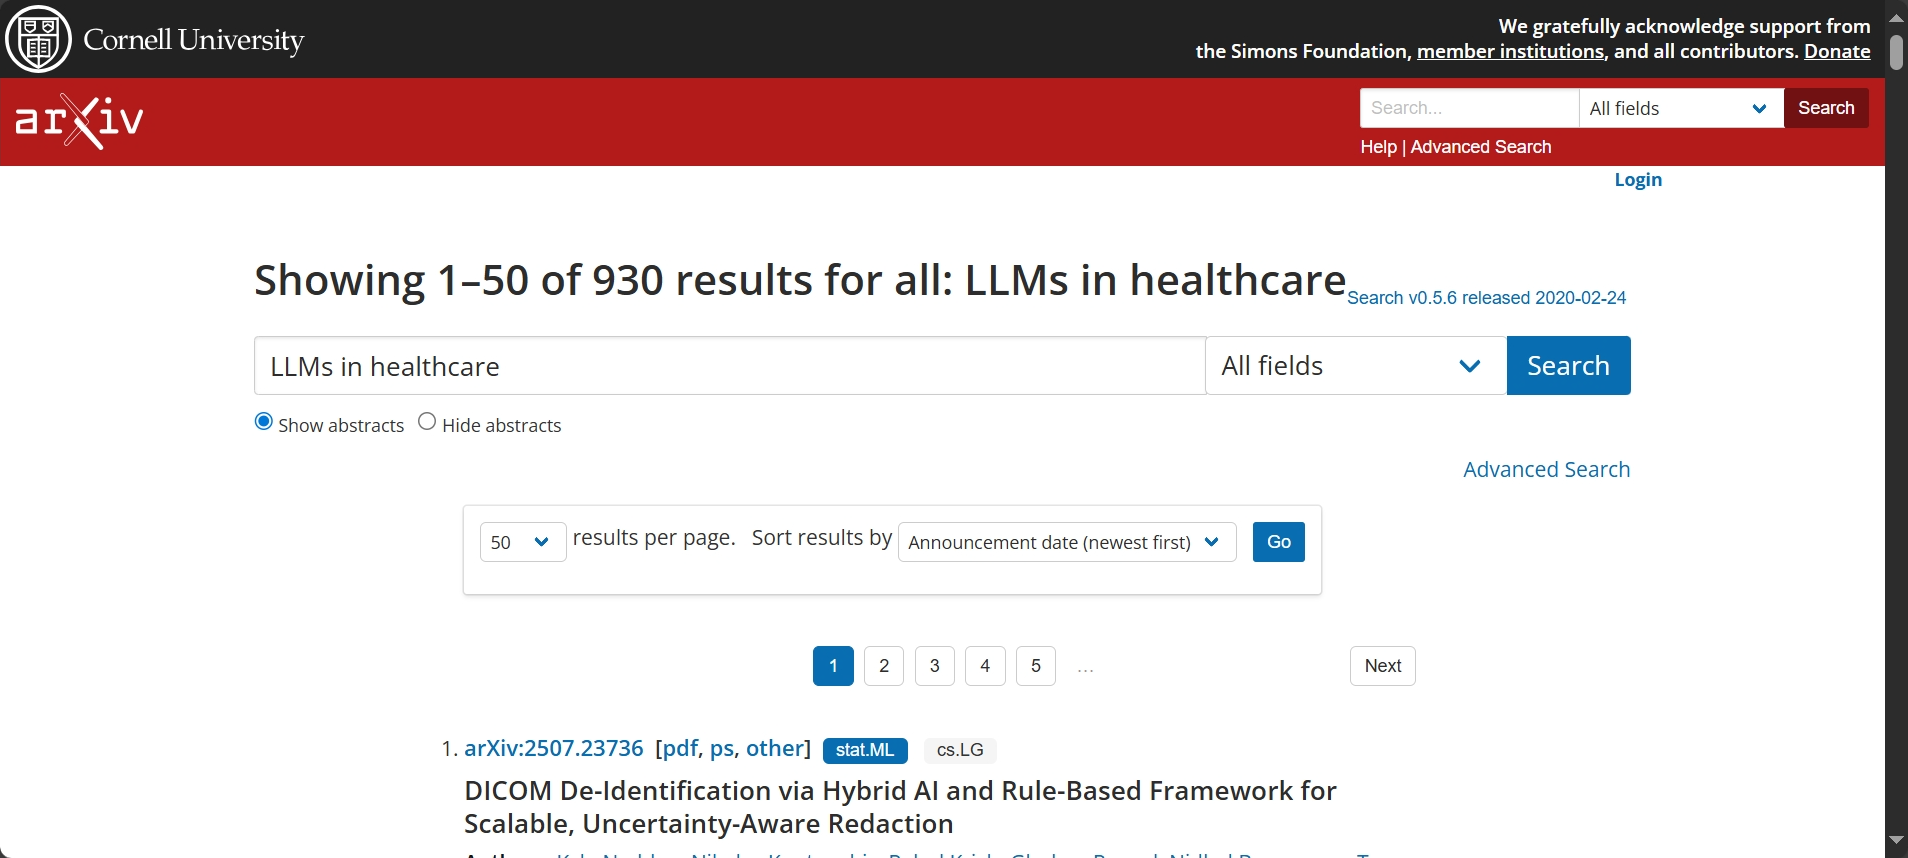 Cornell University
We gratefully acknowledge support from
the Simons Foundation, member institutions, and all contributors. Donate
arXiv
Search...
All fields
Search
Help | Advanced Search
Login
Showing 1–50 of 930 results for all: LLMs in healthcare
Search v0.5.6 released 2020-02-24
LLMs in healthcare
All fields
Search
Show abstracts Hide abstracts
Advanced Search
50 results per page. Sort results by Announcement date (newest first) Go
1 2 3 4 5 ... Next
1. arXiv:2507.23736 [pdf, ps, other] stat.ML cs.LG
DICOM De-Identification via Hybrid AI and Rule-Based Framework for
Scalable, Uncertainty-Aware Redaction